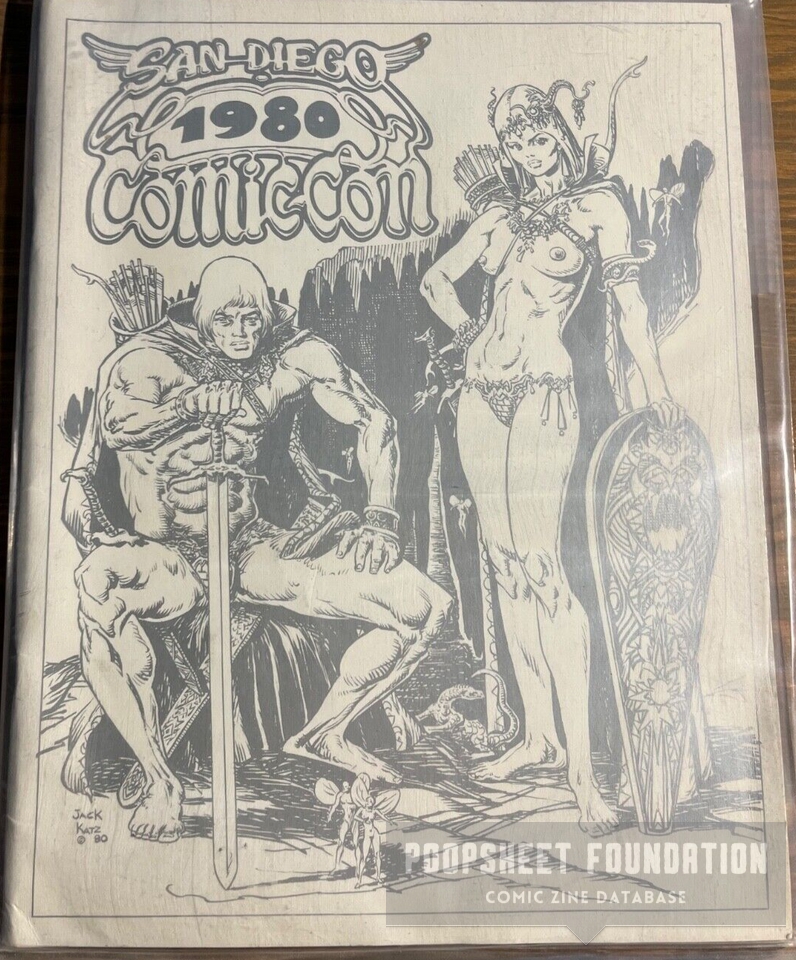 SAN DIEGO
1980
COMIC-CON
JACK
KATZ
© 80
POOPSHEET FOUNDATION
COMIC ZINE DATABASE